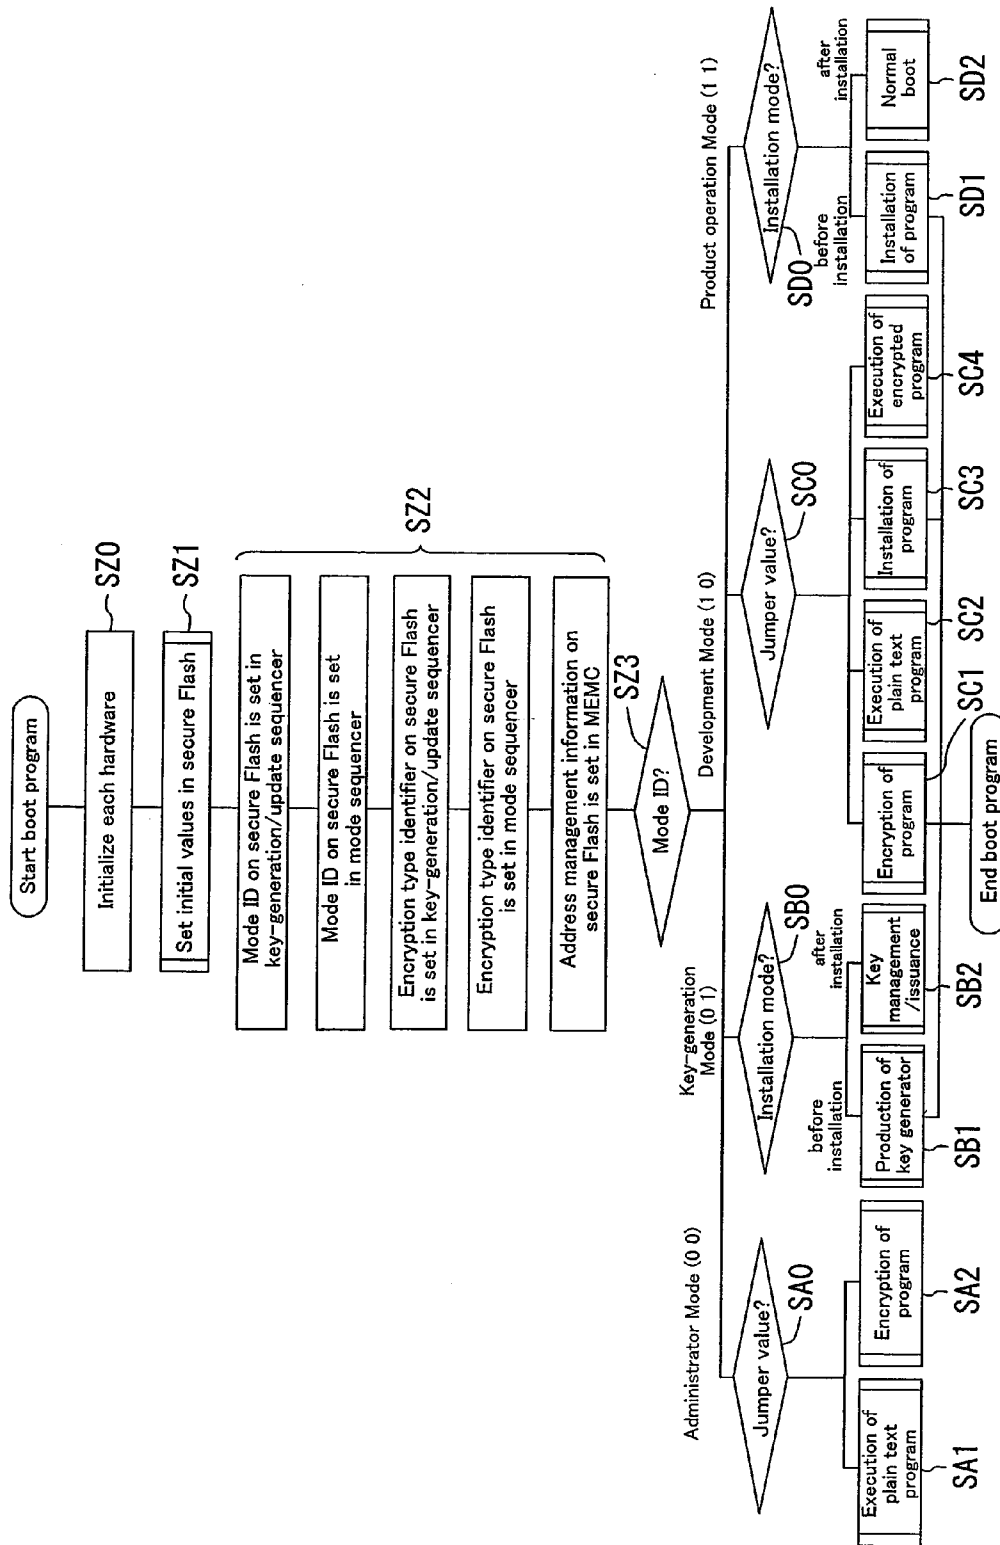 Start boot program
Initialize each hardware
SZ0
Set initial values in secure Flash
SZ1
Mode ID on secure Flash is set in
key-generation/update sequencer
Mode ID on secure Flash is set
in mode sequencer
Encryption type identifier on secure Flash
is set in key-generation/update sequencer
Encryption type identifier on secure Flash
is set in mode sequencer
Address management information on
secure Flash is set in MEMC
SZ2
Mode ID?
SZ3
Administrator Mode (0 0)
Jumper value?
SA0
Execution of
plain text
program
SA1
Encryption of
program
SA2
Key-generation
Mode (0 1)
Installation mode?
SB0
before
installation
after
installation
Production of
key generator
SB1
Key
management
/issuance
SB2
Development Mode (1 0)
Jumper value?
SC0
Encryption of
program
SC1
Execution of
plain text
program
SC2
Installation of
program
SC3
Execution of
encrypted
program
SC4
Product operation Mode (1 1)
Installation mode?
SD0
before
installation
after
installation
Installation
of program
SD1
Normal
boot
SD2
End boot program